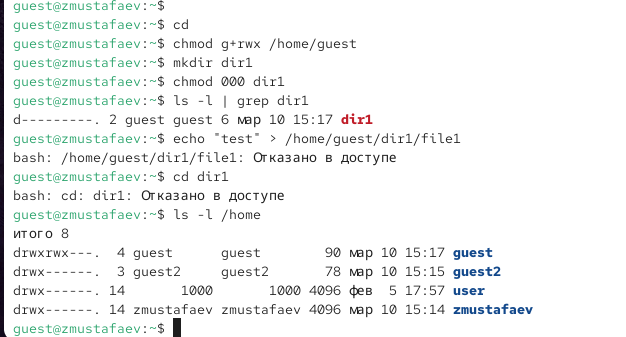 guest@zmustafaev:~$
guest@zmustafaev:~$ cd
guest@zmustafaev:~$ chmod g+rwx /home/guest
guest@zmustafaev:~$ mkdir dir1
guest@zmustafaev:~$ chmod 000 dir1
guest@zmustafaev:~$ ls -l | grep dir1
d---------. 2 guest guest 6 мар 10 15:17 dir1
guest@zmustafaev:~$ echo "test" > /home/guest/dir1/file1
bash: /home/guest/dir1/file1: Отказано в доступе
guest@zmustafaev:~$ cd dir1
bash: cd: dir1: Отказано в доступе
guest@zmustafaev:~$ ls -l /home
итого 8
drwxrwx---.  4 guest      guest        90 мар 10 15:17 guest
drwx------.  3 guest2     guest2       78 мар 10 15:15 guest2
drwx------. 14       1000       1000 4096 фев  5 17:57 user
drwx------. 14 zmustafaev zmustafaev 4096 мар 10 15:14 zmustafaev
guest@zmustafaev:~$